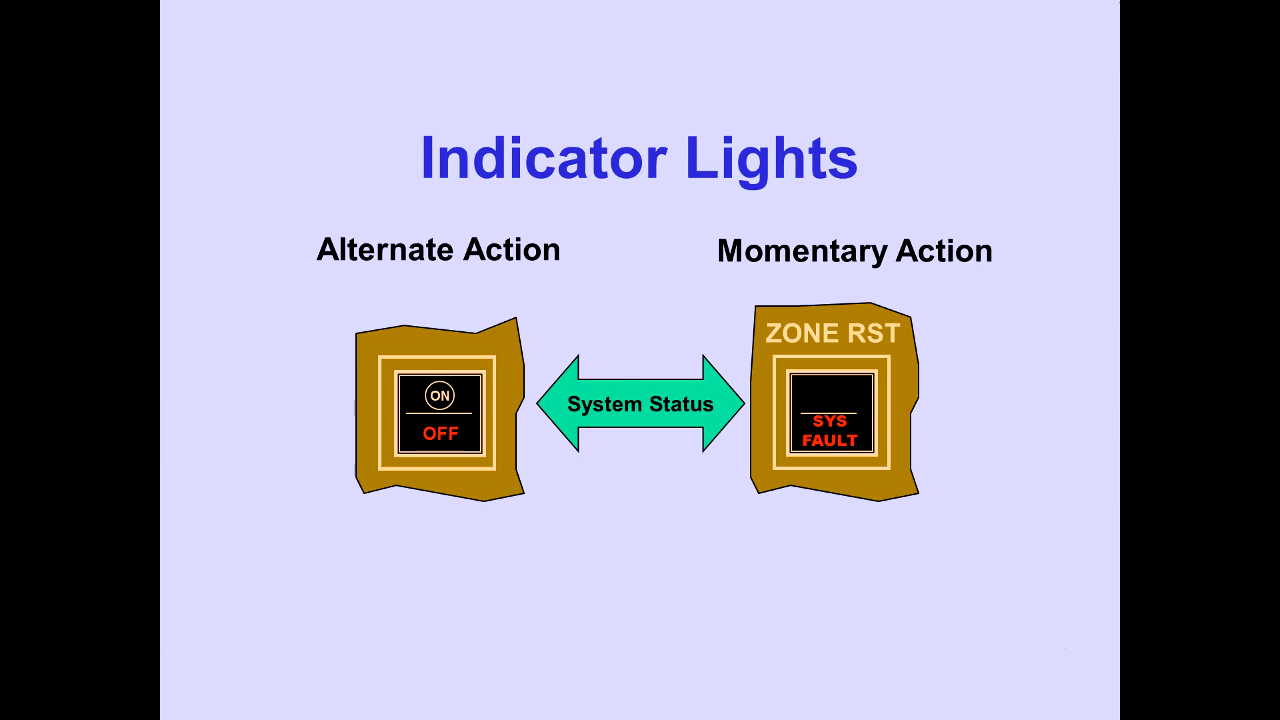 Indicator Lights
Alternate Action
Momentary Action
ON
OFF
System Status
ZONE RST
SYS
FAULT